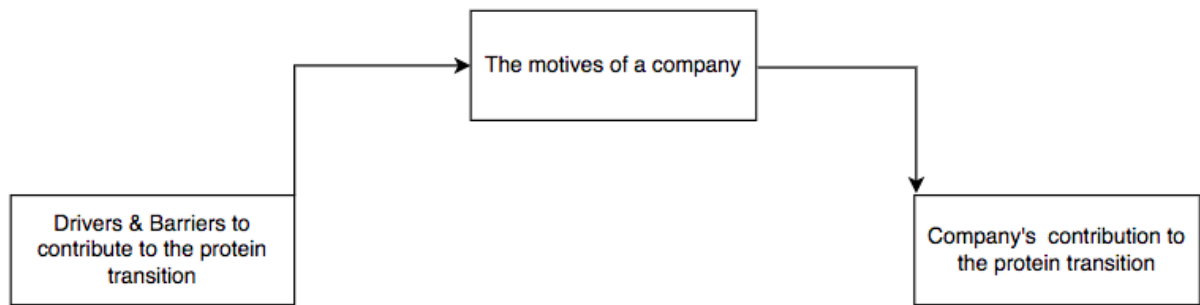 The motives of a company
Drivers & Barriers to
contribute to the protein
transition
Company's contribution to
the protein transition